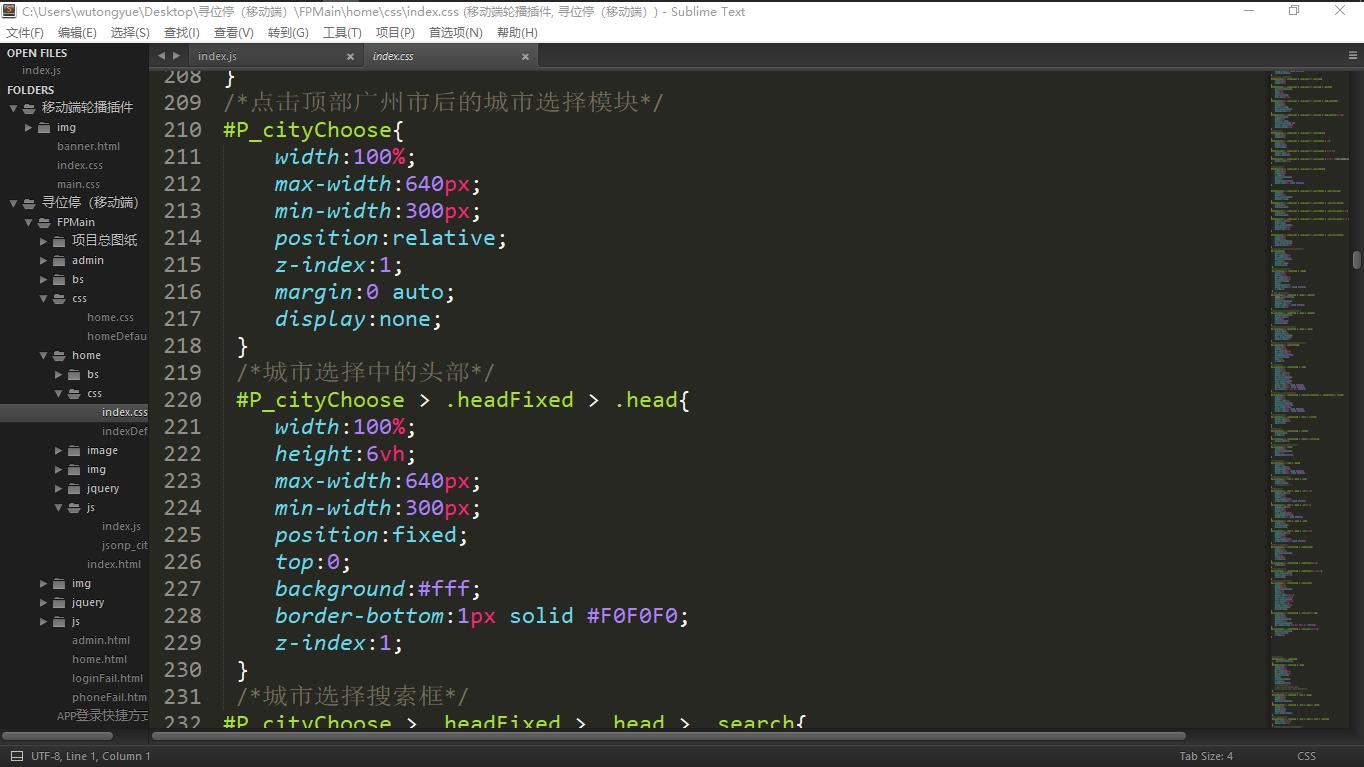 C:\Users\wutongyue\Desktop\寻位停（移动端）\FPMain\home\css\index.css (移动端轮播插件, 寻位停（移动端）) - Sublime Text
文件(F) 编辑(E) 选择(S) 查找(I) 查看(V) 转到(G) 工具(T) 项目(P) 首选项(N) 帮助(H)
OPEN FILES
index.js
FOLDERS
移动端轮播插件
img
banner.html
index.css
main.css
寻位停（移动端）
FPMain
项目总图纸
admin
bs
css
home.css
homeDefau
home
bs
css
index.css
indexDef
image
img
jquery
js
index.js
jsonp_cit
index.html
img
jquery
js
admin.html
home.html
loginFail.html
phoneFail.htm
APP登录快捷方式
index.js
index.css
208 }
209 /*点击顶部广州市后的城市选择模块*/
210 #P_cityChoose{
211 width:100%;
212 max-width:640px;
213 min-width:300px;
214 position:relative;
215 z-index:1;
216 margin:0 auto;
217 display:none;
218 }
219 /*城市选择中的头部*/
220 #P_cityChoose > .headFixed > .head{
221 width:100%;
222 height:6vh;
223 max-width:640px;
224 min-width:300px;
225 position:fixed;
226 top:0;
227 background:#fff;
228 border-bottom:1px solid #F0F0F0;
229 z-index:1;
230 }
231 /*城市选择搜索框*/
232 #P_cityChoose > .headFixed > .head > .search{
UTF-8, Line 1, Column 1
Tab Size: 4
CSS